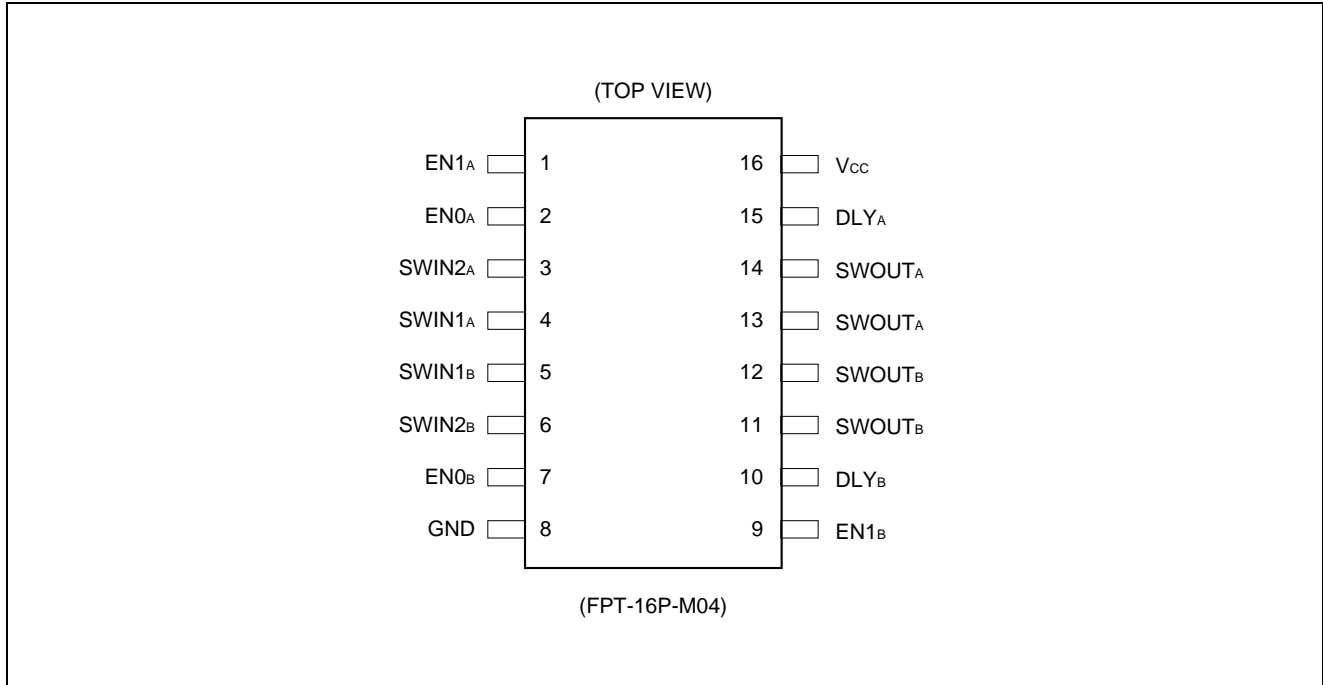 (TOP VIEW)
EN1A 1 16 VCC
EN0A 2 15 DLYA
SWIN2A 3 14 SWOUTA
SWIN1A 4 13 SWOUTA
SWIN1B 5 12 SWOUTB
SWIN2B 6 11 SWOUTB
EN0B 7 10 DLYB
GND 8 9 EN1B
(FPT-16P-M04)